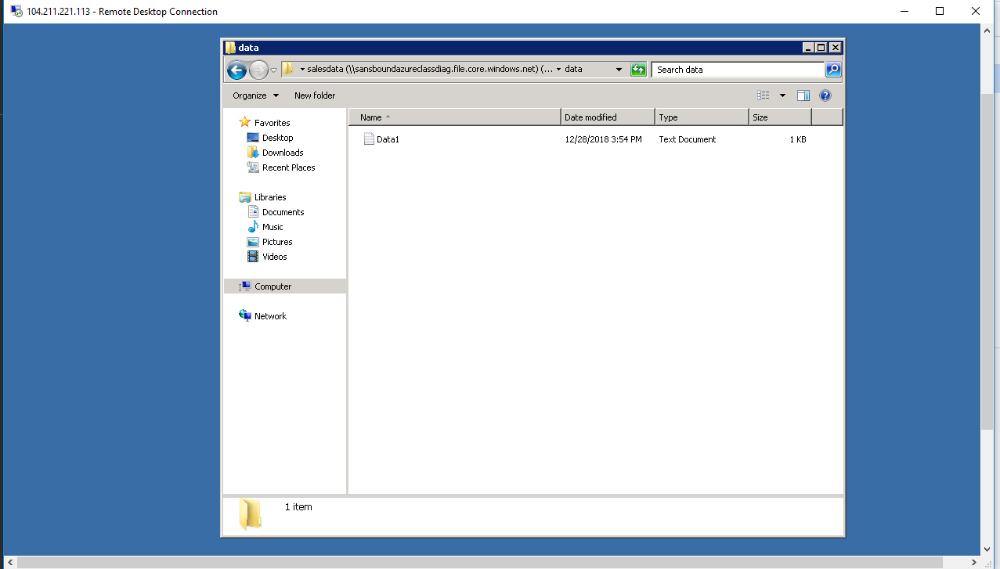 104.211.221.113 - Remote Desktop Connection
data
salesdata (\\sansboundazureclassdiag.file.core.windows.net) (... data
Search data
Organize New folder
Name Date modified Type Size
Favorites
Desktop
Downloads
Recent Places
Libraries
Documents
Music
Pictures
Videos
Computer
Network
Data1 12/28/2018 3:54 PM Text Document 1 KB
1 item